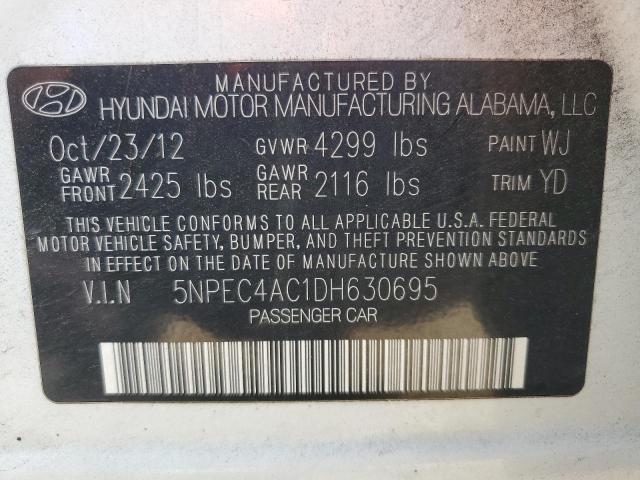 MANUFACTURED BY
HYUNDAI MOTOR MANUFACTURING ALABAMA, LLC
Oct/23/12 GVWR 4299 lbs PAINT WJ
GAWR FRONT 2425 lbs GAWR REAR 2116 lbs TRIM YD
THIS VEHICLE CONFORMS TO ALL APPLICABLE U.S.A. FEDERAL
MOTOR VEHICLE SAFETY, BUMPER, AND THEFT PREVENTION STANDARDS
IN EFFECT ON THE DATE OF MANUFACTURE SHOWN ABOVE.
V.I.N 5NPEC4AC1DH630695
PASSENGER CAR